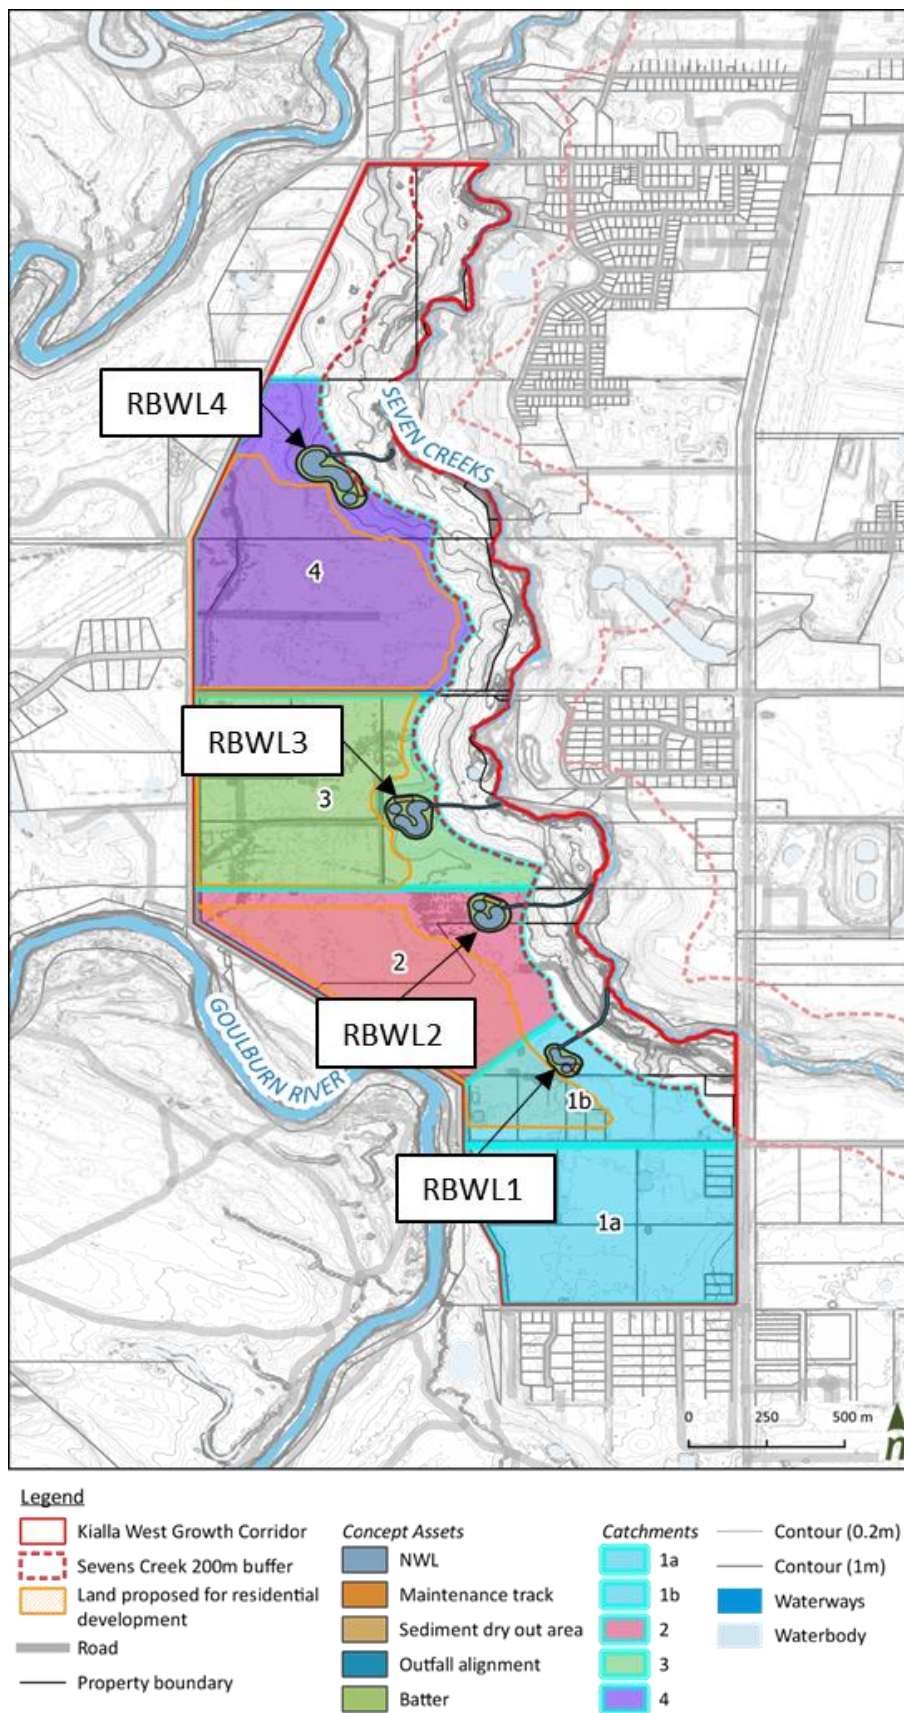 RBWL4
SEVEN CREEKS
4
RBWL3
3
2
RBWL2
GOULBURN RIVER
1b
RBWL1
1a
0 250 500 m
n
Legend
Kialla West Growth Corridor
Sevens Creek 200m buffer
Land proposed for residential
development
Road
Property boundary
Concept Assets
NWL
Maintenance track
Sediment dry out area
Outfall alignment
Batter
Catchments
1a
1b
2
3
4
Contour (0.2m)
Contour (1m)
Waterways
Waterbody